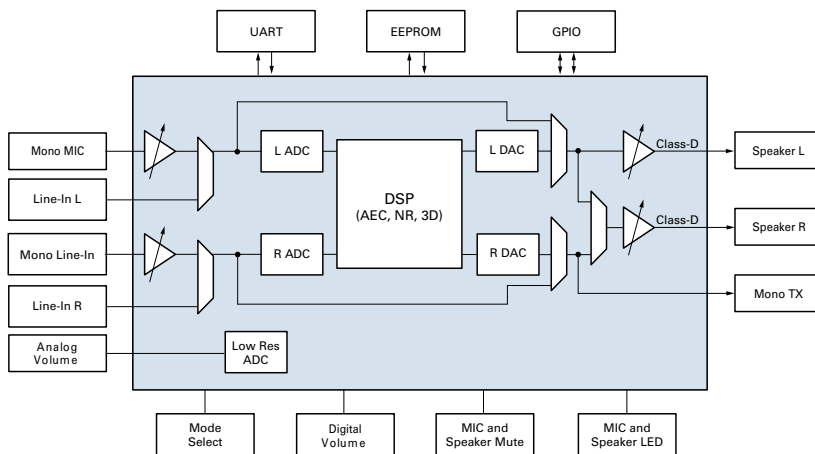 UART
EEPROM
GPIO
Mono MIC
L ADC
L DAC
Class-D
Speaker L
Line-In L
DSP
(AEC, NR, 3D)
Class-D
Speaker R
Mono Line-In
R ADC
R DAC
Mono TX
Line-In R
Analog
Volume
Low Res
ADC
Mode
Select
Digital
Volume
MIC and
Speaker Mute
MIC and
Speaker LED